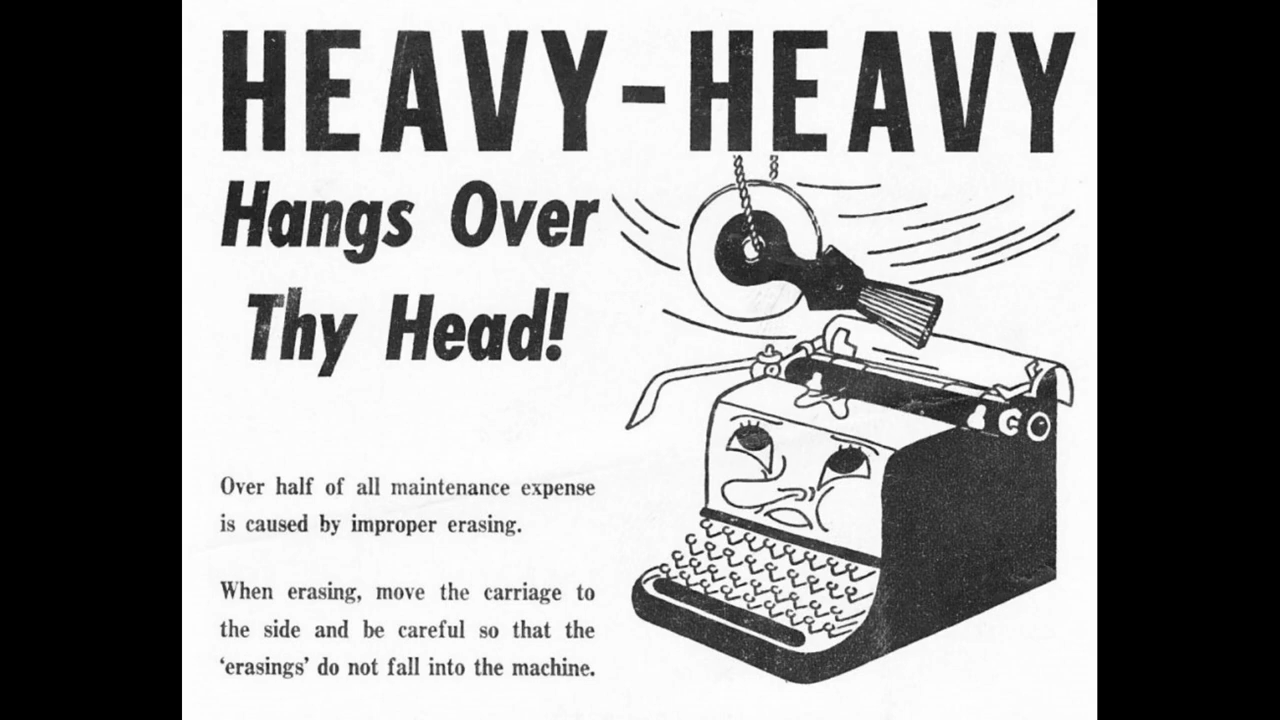 HEAVY-HEAVY
Hangs Over
Thy Head!
Over half of all maintenance expense
is caused by improper erasing.
When erasing, move the carriage to
the side and be careful so that the
‘erasings’ do not fall into the machine.